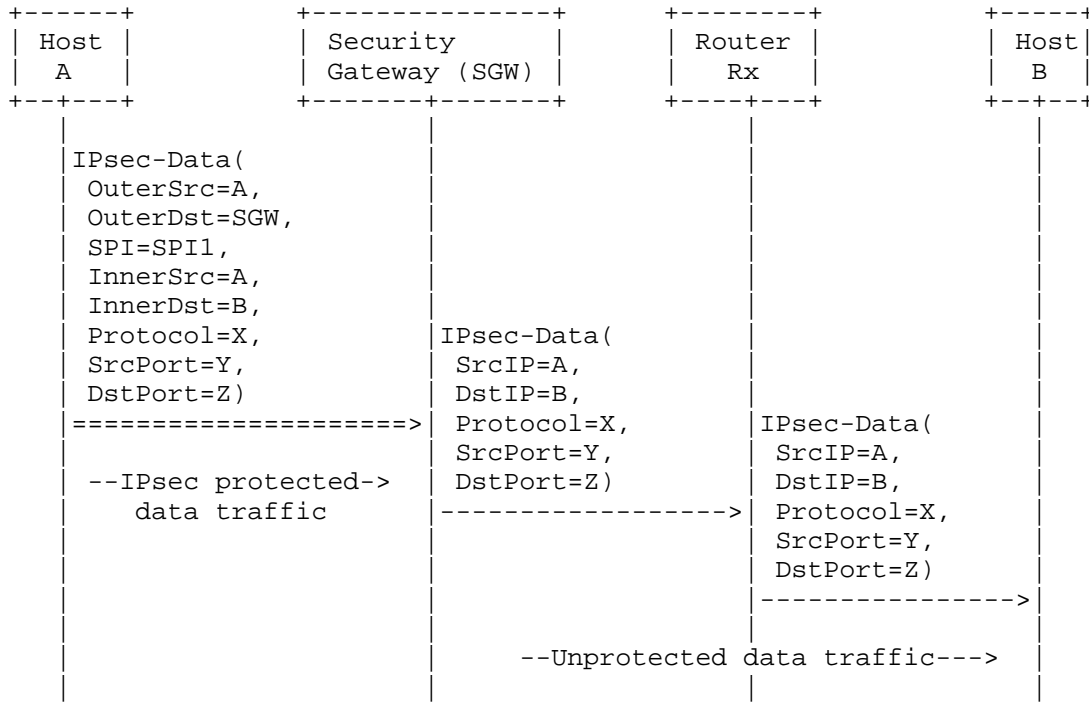 Host Security Router Host
A Gateway (SGW) Rx B
IPsec-Data(
OuterSrc=A,
OuterDst=SGW,
SPI=SPI1,
InnerSrc=A,
InnerDst=B,
Protocol=X, IPsec-Data(
SrcPort=Y, SrcIP=A,
DstPort=Z) DstIP=B,
=====================> Protocol=X, IPsec-Data(
SrcPort=Y, SrcIP=A,
--IPsec protected-> DstPort=Z) DstIP=B,
data traffic ------------------> Protocol=X,
SrcPort=Y,
DstPort=Z)
---------------->
--Unprotected data traffic--->